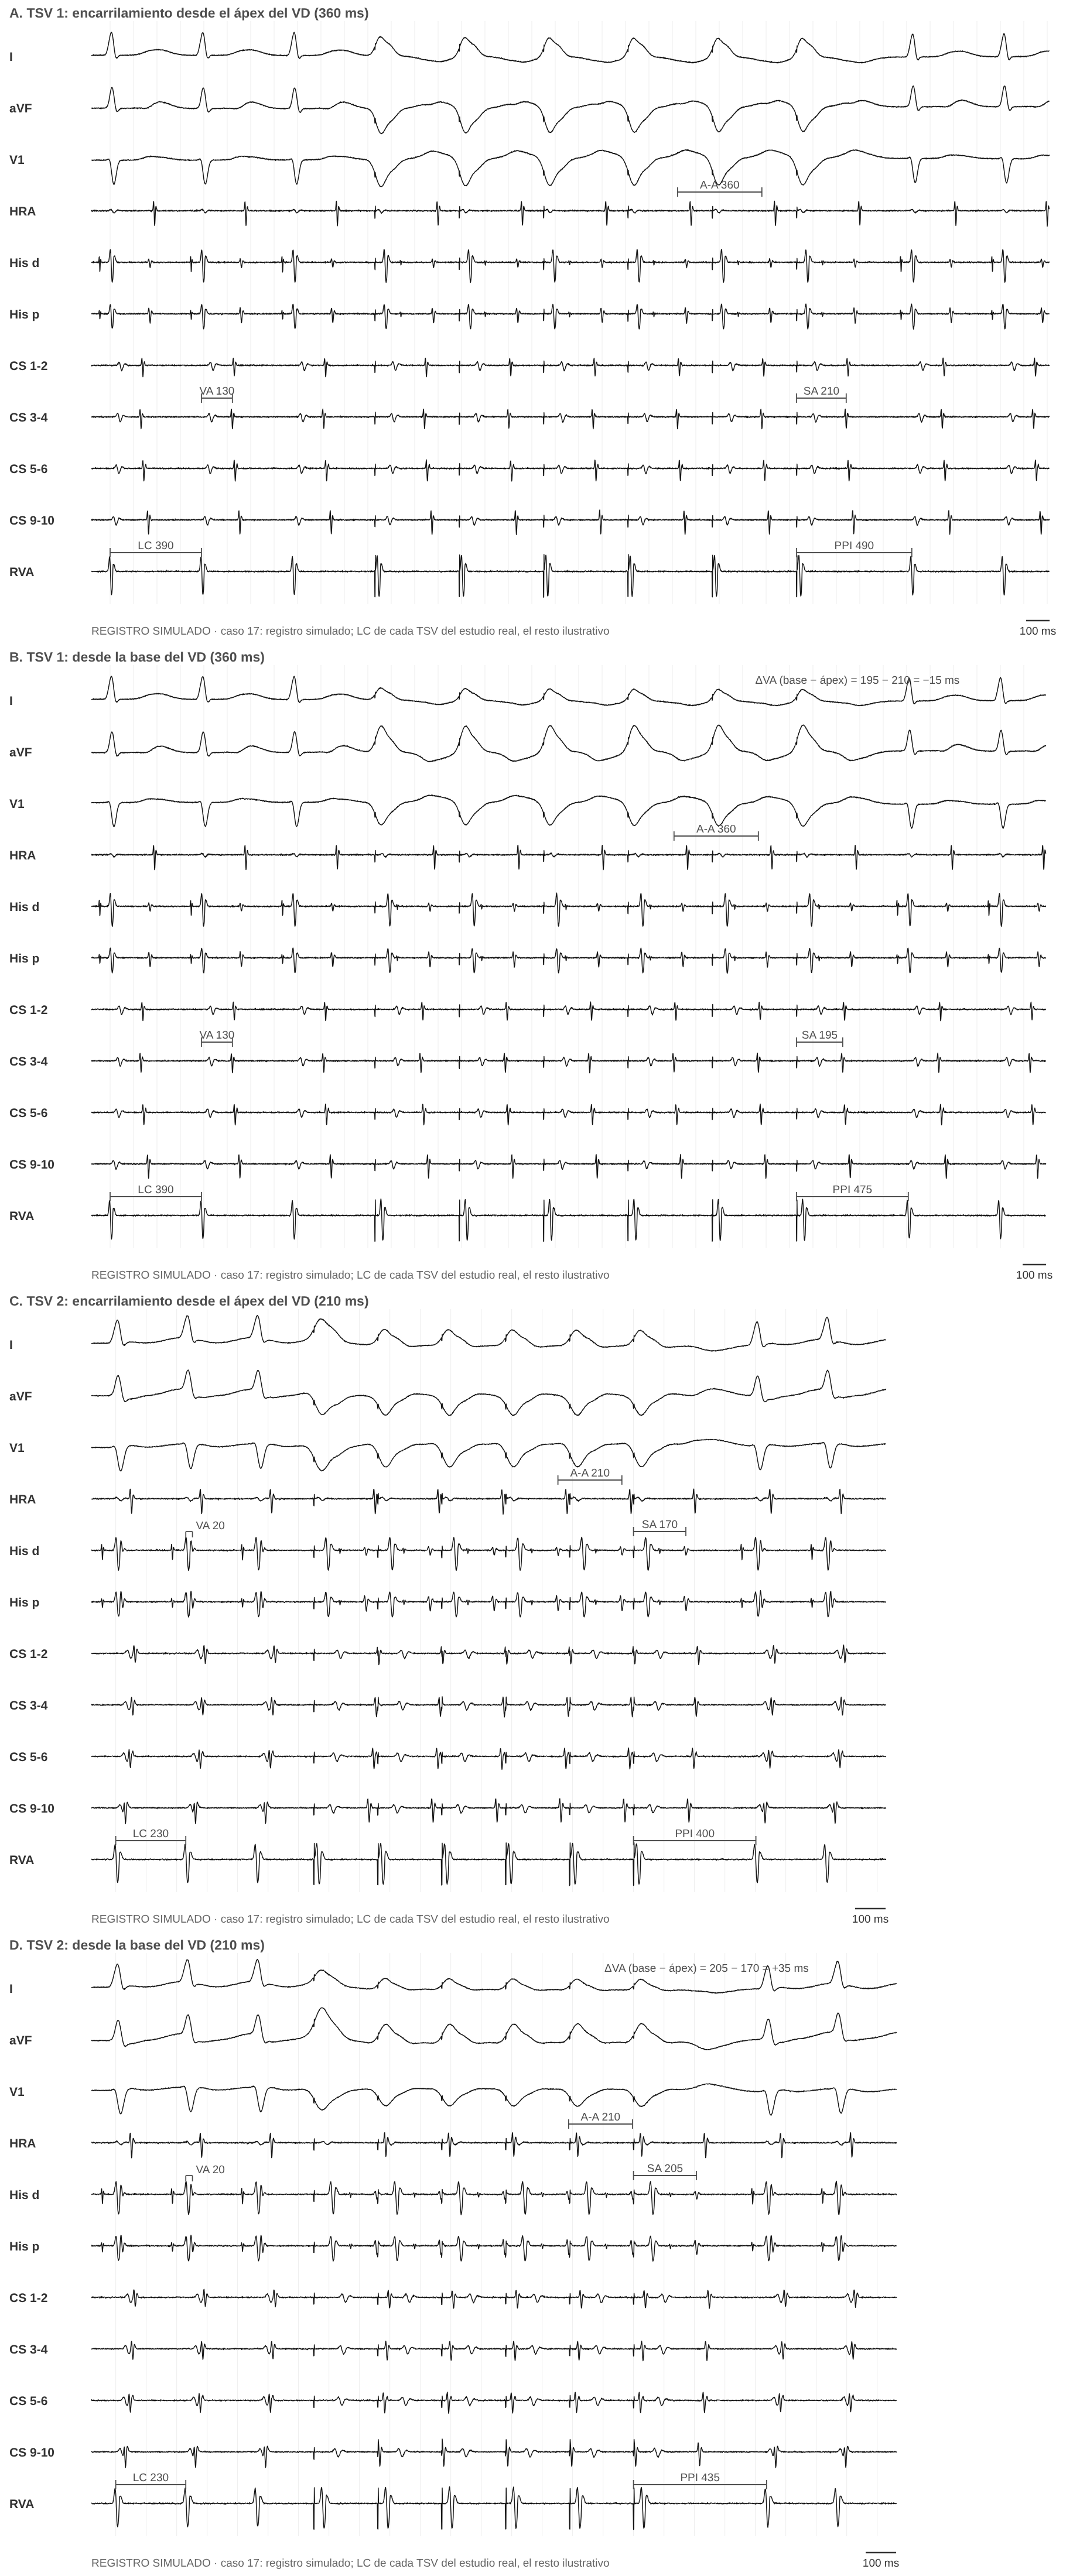 A. TSV 1: encarrilamiento desde el ápex del VD (360 ms)
I
aVF
V1
A-A 360
HRA
His d
His p
CS 1-2
VA 130
SA 210
CS 3-4
CS 5-6
CS 9-10
LC 390
PPI 490
RVA
100 ms
REGISTRO SIMULADO · caso 17: registro simulado; LC de cada TSV del estudio real, el resto ilustrativo
B. TSV 1: desde la base del VD (360 ms)
ΔVA (base − ápex) = 195 − 210 = −15 ms
I
aVF
V1
A-A 360
HRA
His d
His p
CS 1-2
VA 130
SA 195
CS 3-4
CS 5-6
CS 9-10
LC 390
PPI 475
RVA
100 ms
REGISTRO SIMULADO · caso 17: registro simulado; LC de cada TSV del estudio real, el resto ilustrativo
C. TSV 2: encarrilamiento desde el ápex del VD (210 ms)
I
aVF
V1
A-A 210
HRA
VA 20
SA 170
His d
His p
CS 1-2
CS 3-4
CS 5-6
CS 9-10
LC 230
PPI 400
RVA
100 ms
REGISTRO SIMULADO · caso 17: registro simulado; LC de cada TSV del estudio real, el resto ilustrativo
D. TSV 2: desde la base del VD (210 ms)
ΔVA (base − ápex) = 205 − 170 = +35 ms
I
aVF
V1
A-A 210
HRA
VA 20
SA 205
His d
His p
CS 1-2
CS 3-4
CS 5-6
CS 9-10
LC 230
PPI 435
RVA
100 ms
REGISTRO SIMULADO · caso 17: registro simulado; LC de cada TSV del estudio real, el resto ilustrativo